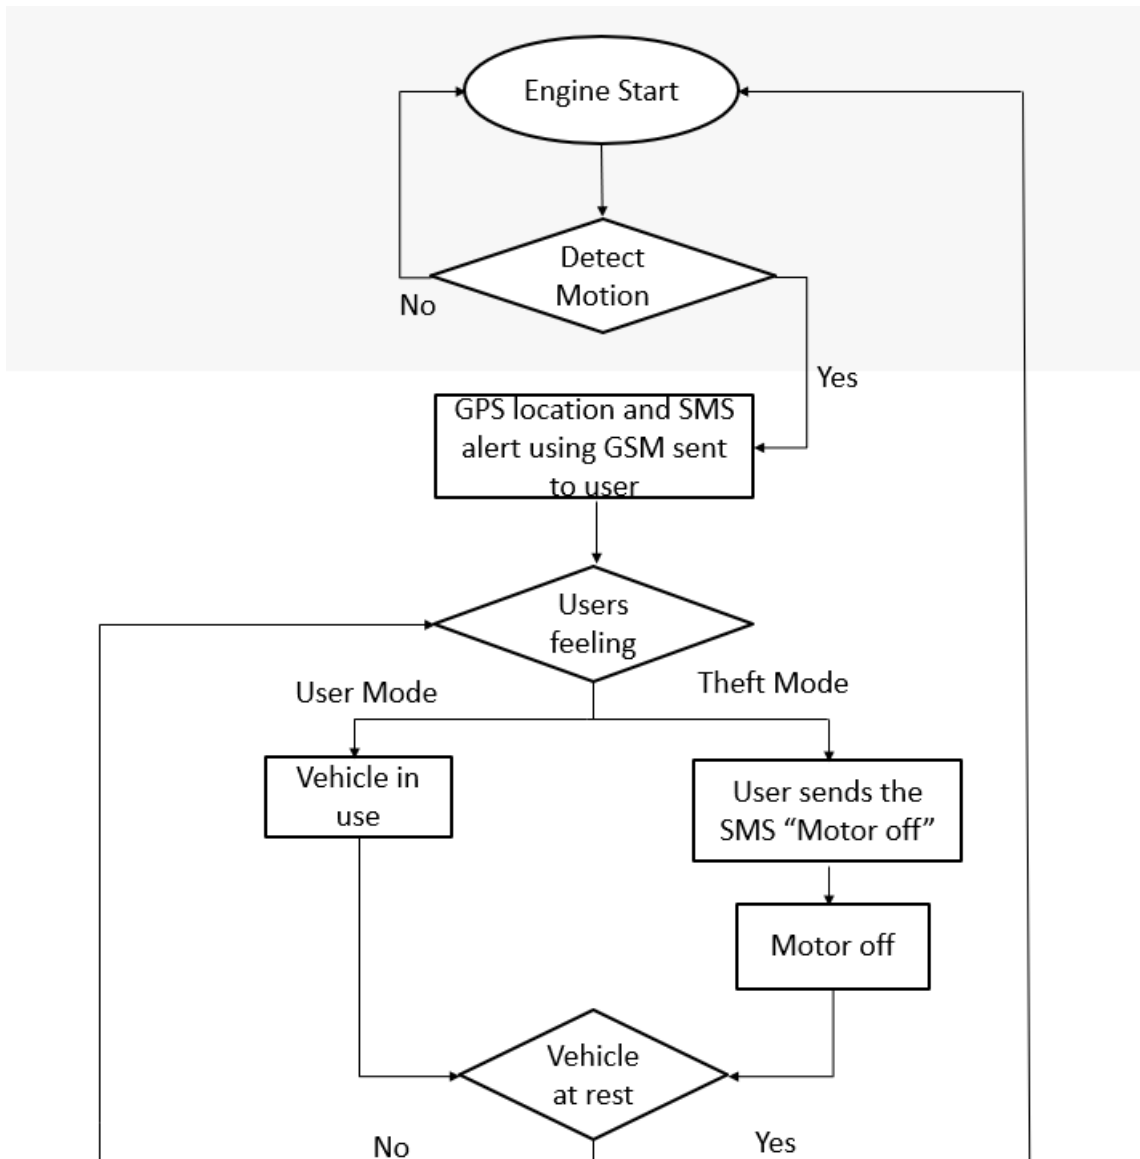 Engine Start
Detect
Motion
No
Yes
GPS location and SMS
alert using GSM sent
to user
Users
feeling
User Mode
Theft Mode
Vehicle in
use
User sends the
SMS “Motor off”
Motor off
Vehicle
at rest
No
Yes